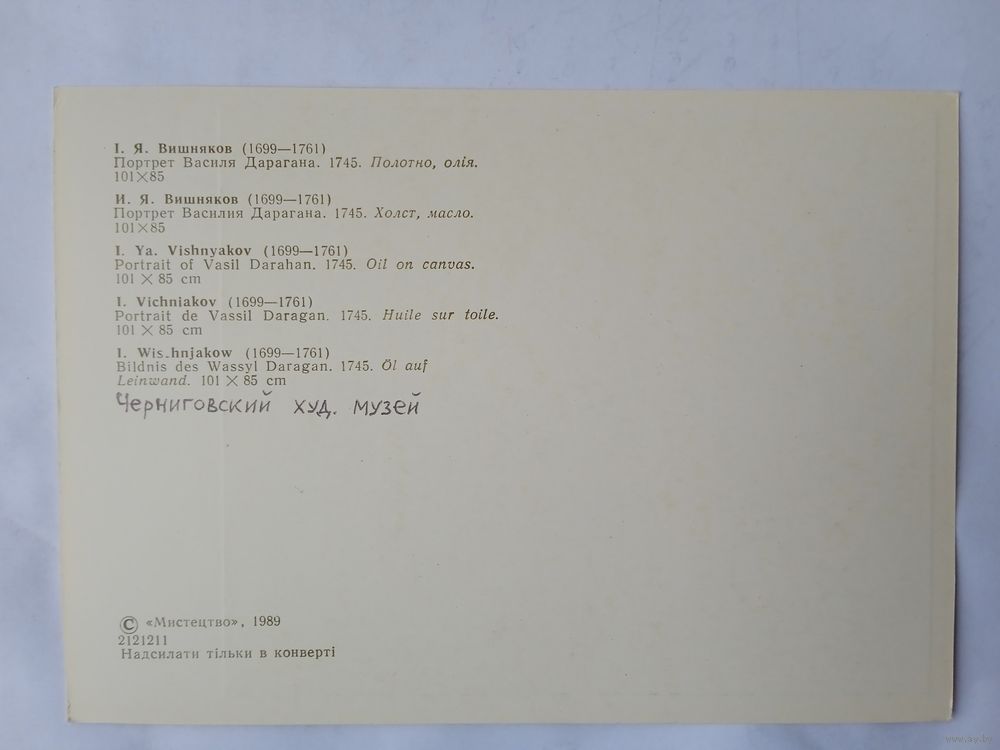 І. Я. Вишняков (1699—1761)
Портрет Василя Дарагана. 1745. Полотно, олія.
101×85
И. Я. Вишняков (1699—1761)
Портрет Василия Дарагана. 1745. Холст, масло.
101×85
I. Ya. Vishnyakov (1699—1761)
Portrait of Vasil Darahan. 1745. Oil on canvas.
101 × 85 cm
I. Vichniakov (1699—1761)
Portrait de Vassil Daragan. 1745. Huile sur toile.
101 × 85 cm
I. Wis.hnjakow (1699—1761)
Bildnis des Wassyl Daragan. 1745. Öl auf
Leinwand. 101 × 85 cm
Черниговский худ. музей
© «Мистецтво», 1989
2121211
Надсилати тільки в конверті
www.ay.by